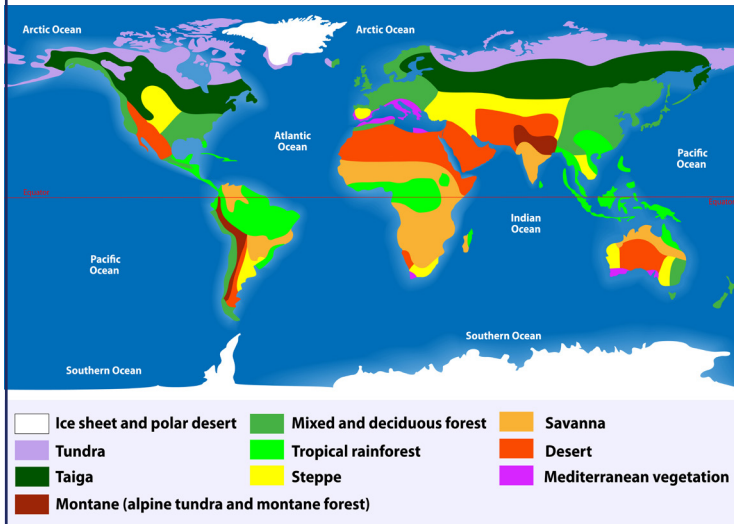 Arctic Ocean
Arctic Ocean
Atlantic
Ocean
Pacific
Ocean
Indian
Ocean
Pacific
Ocean
Southern Ocean
Southern Ocean
Ice sheet and polar desert
Mixed and deciduous forest
Savanna
Tundra
Tropical rainforest
Desert
Taiga
Steppe
Mediterranean vegetation
Montane (alpine tundra and montane forest)